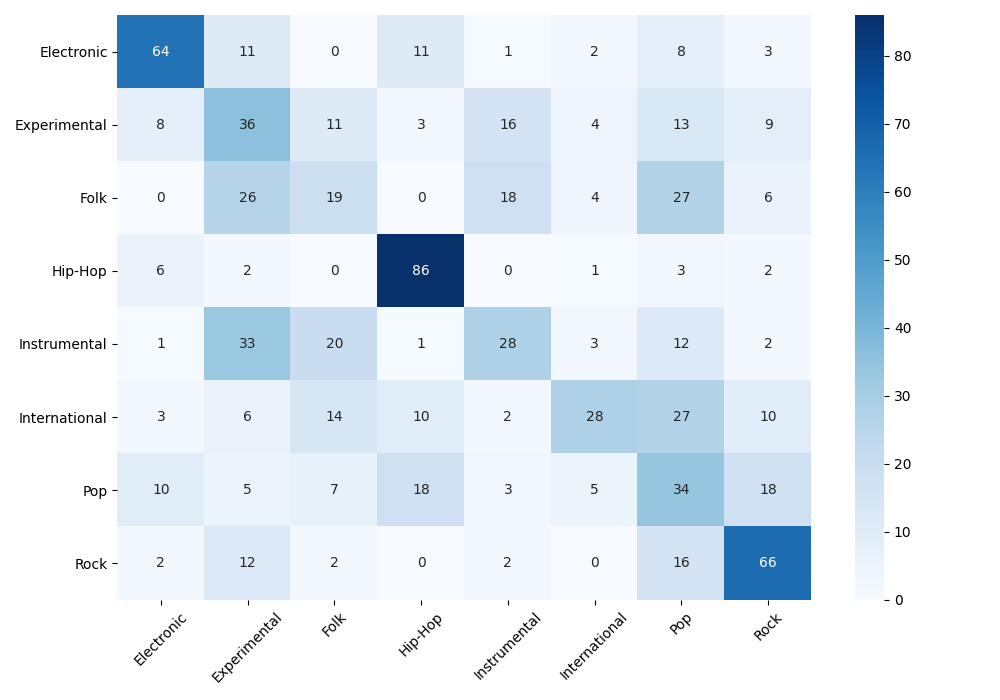 Electronic 64 11 0 11 1 2 8 3
Experimental 8 36 11 3 16 4 13 9
Folk 0 26 19 0 18 4 27 6
Hip-Hop 6 2 0 86 0 1 3 2
Instrumental 1 33 20 1 28 3 12 2
International 3 6 14 10 2 28 27 10
Pop 10 5 7 18 3 5 34 18
Rock 2 12 2 0 2 0 16 66
Electronic Experimental Folk Hip-Hop Instrumental International Pop Rock
80
70
60
50
40
30
20
10
0